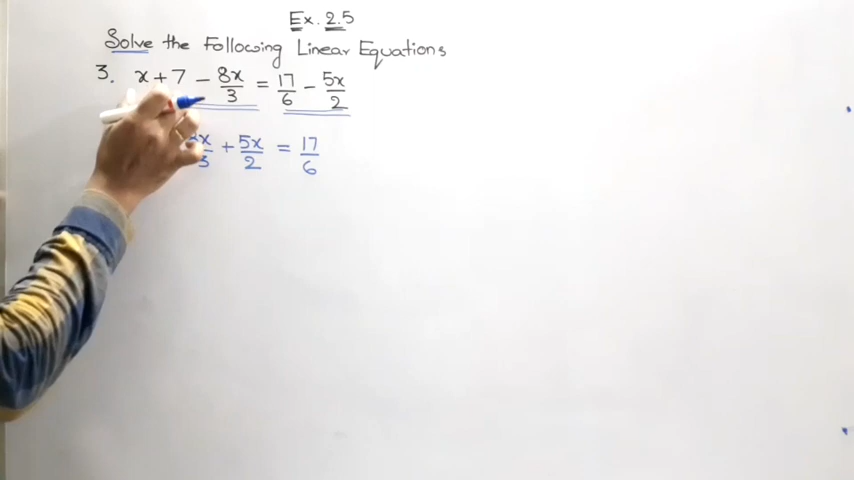 Ex. 2.5
Solve the Following Linear Equations
3. x + 7 - 8x/3 = 17/6 - 5x/2
x/3 + 5x/2 = 17/6